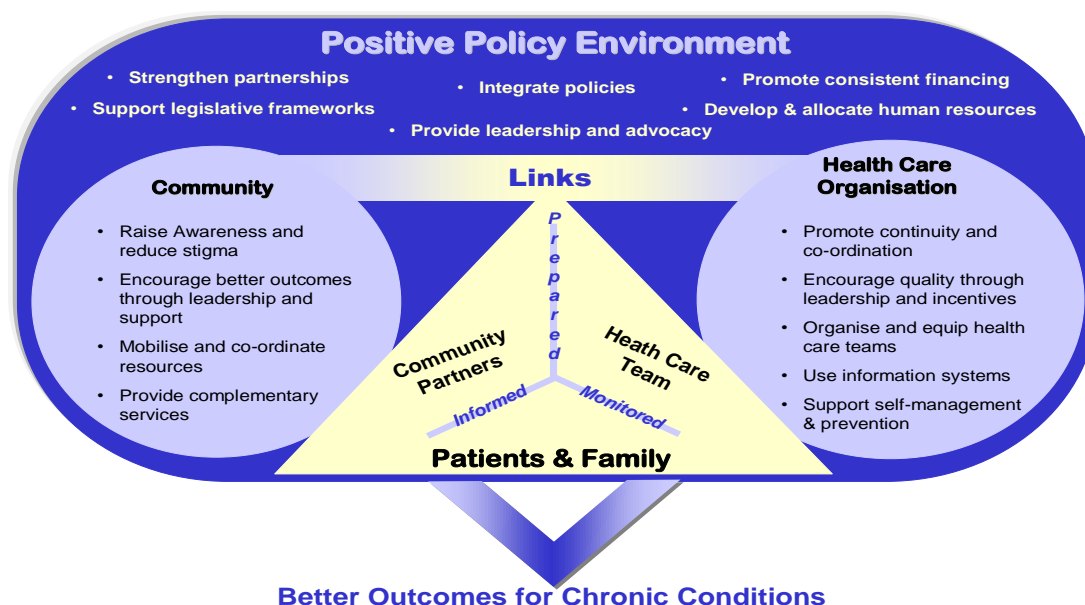 Positive Policy Environment
• Strengthen partnerships
• Support legislative frameworks
• Integrate policies
• Provide leadership and advocacy
• Promote consistent financing
• Develop & allocate human resources
Community
• Raise Awareness and
reduce stigma
• Encourage better outcomes
through leadership and
support
• Mobilise and co-ordinate
resources
• Provide complementary
services
Links
Prepared
Community
Partners
Heath Care
Team
Informed
Monitored
Patients & Family
Health Care
Organisation
• Promote continuity and
co-ordination
• Encourage quality through
leadership and incentives
• Organise and equip health
care teams
• Use information systems
• Support self-management
& prevention
Better Outcomes for Chronic Conditions